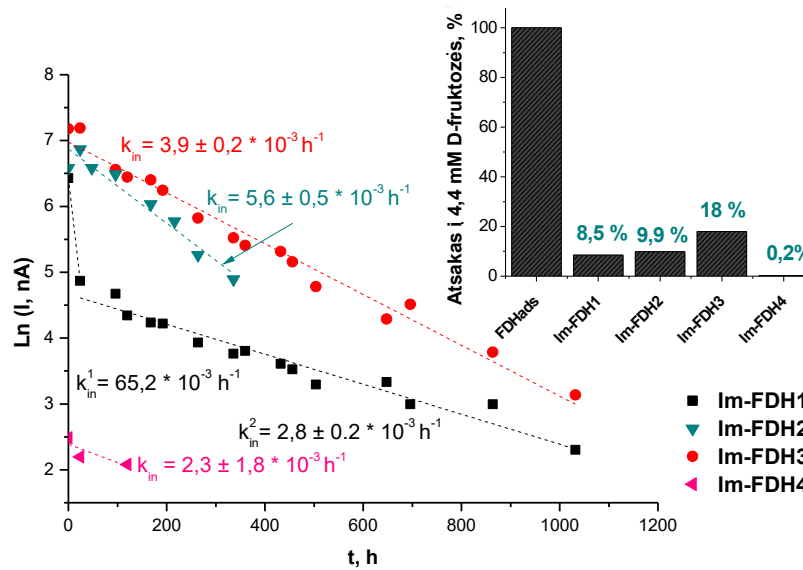 Atsakas į 4,4 mM D-fruktozės, %
100
80
60
40
20
0
8,5 %
9,9 %
18 %
0,2%
FDHads
Im-FDH1
Im-FDH2
Im-FDH3
Im-FDH4
Ln (I, nA)
8
7
6
5
4
3
2
k_in = 3,9 ± 0,2 * 10^-3 h^-1
k_in = 5,6 ± 0,5 * 10^-3 h^-1
k_in^1 = 65,2 * 10^-3 h^-1
k_in^2 = 2,8 ± 0.2 * 10^-3 h^-1
k_in = 2,3 ± 1,8 * 10^-3 h^-1
Im-FDH1
Im-FDH2
Im-FDH3
Im-FDH4
0 200 400 600 800 1000 1200
t, h